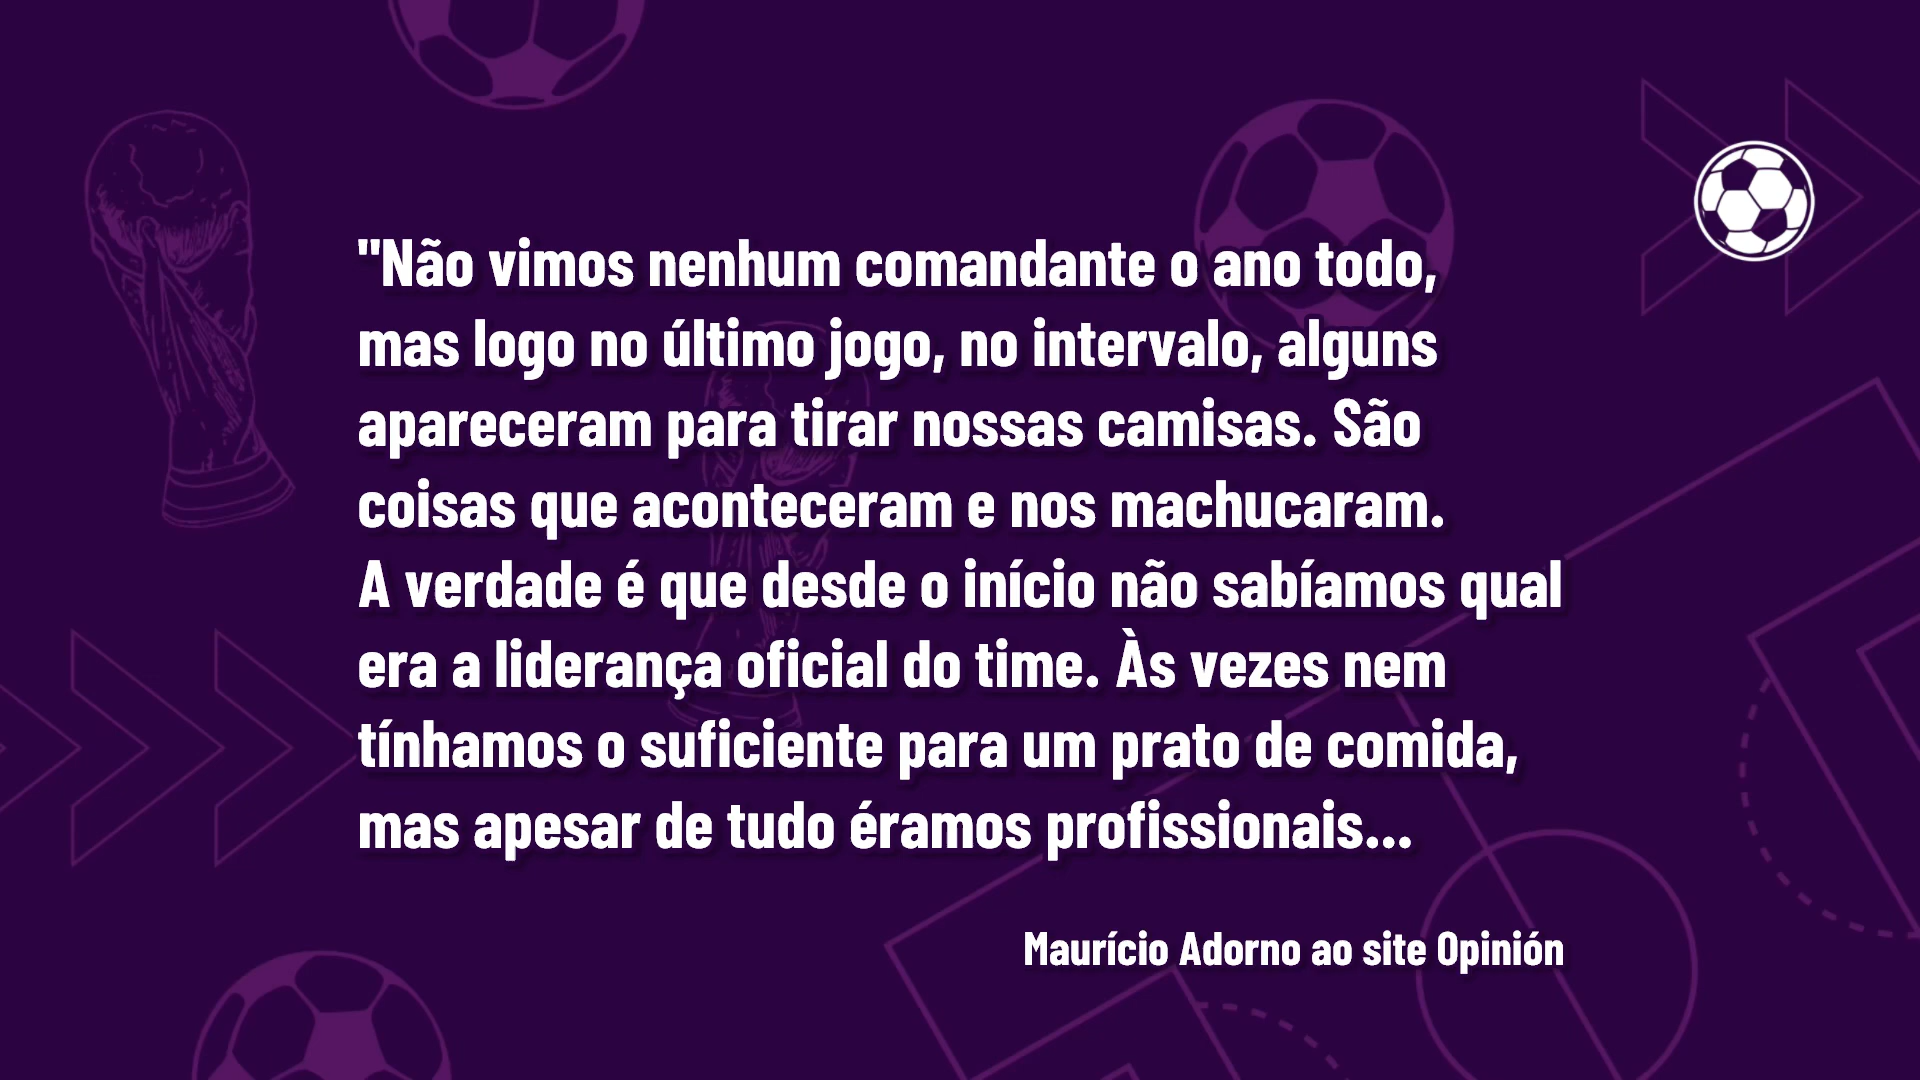 "Não vimos nenhum comandante o ano todo,
mas logo no último jogo, no intervalo, alguns
apareceram para tirar nossas camisas. São
coisas que aconteceram e nos machucaram.
A verdade é que desde o início não sabíamos qual
era a liderança oficial do time. Às vezes nem
tínhamos o suficiente para um prato de comida,
mas apesar de tudo éramos profissionais...
Maurício Adorno ao site Opinión